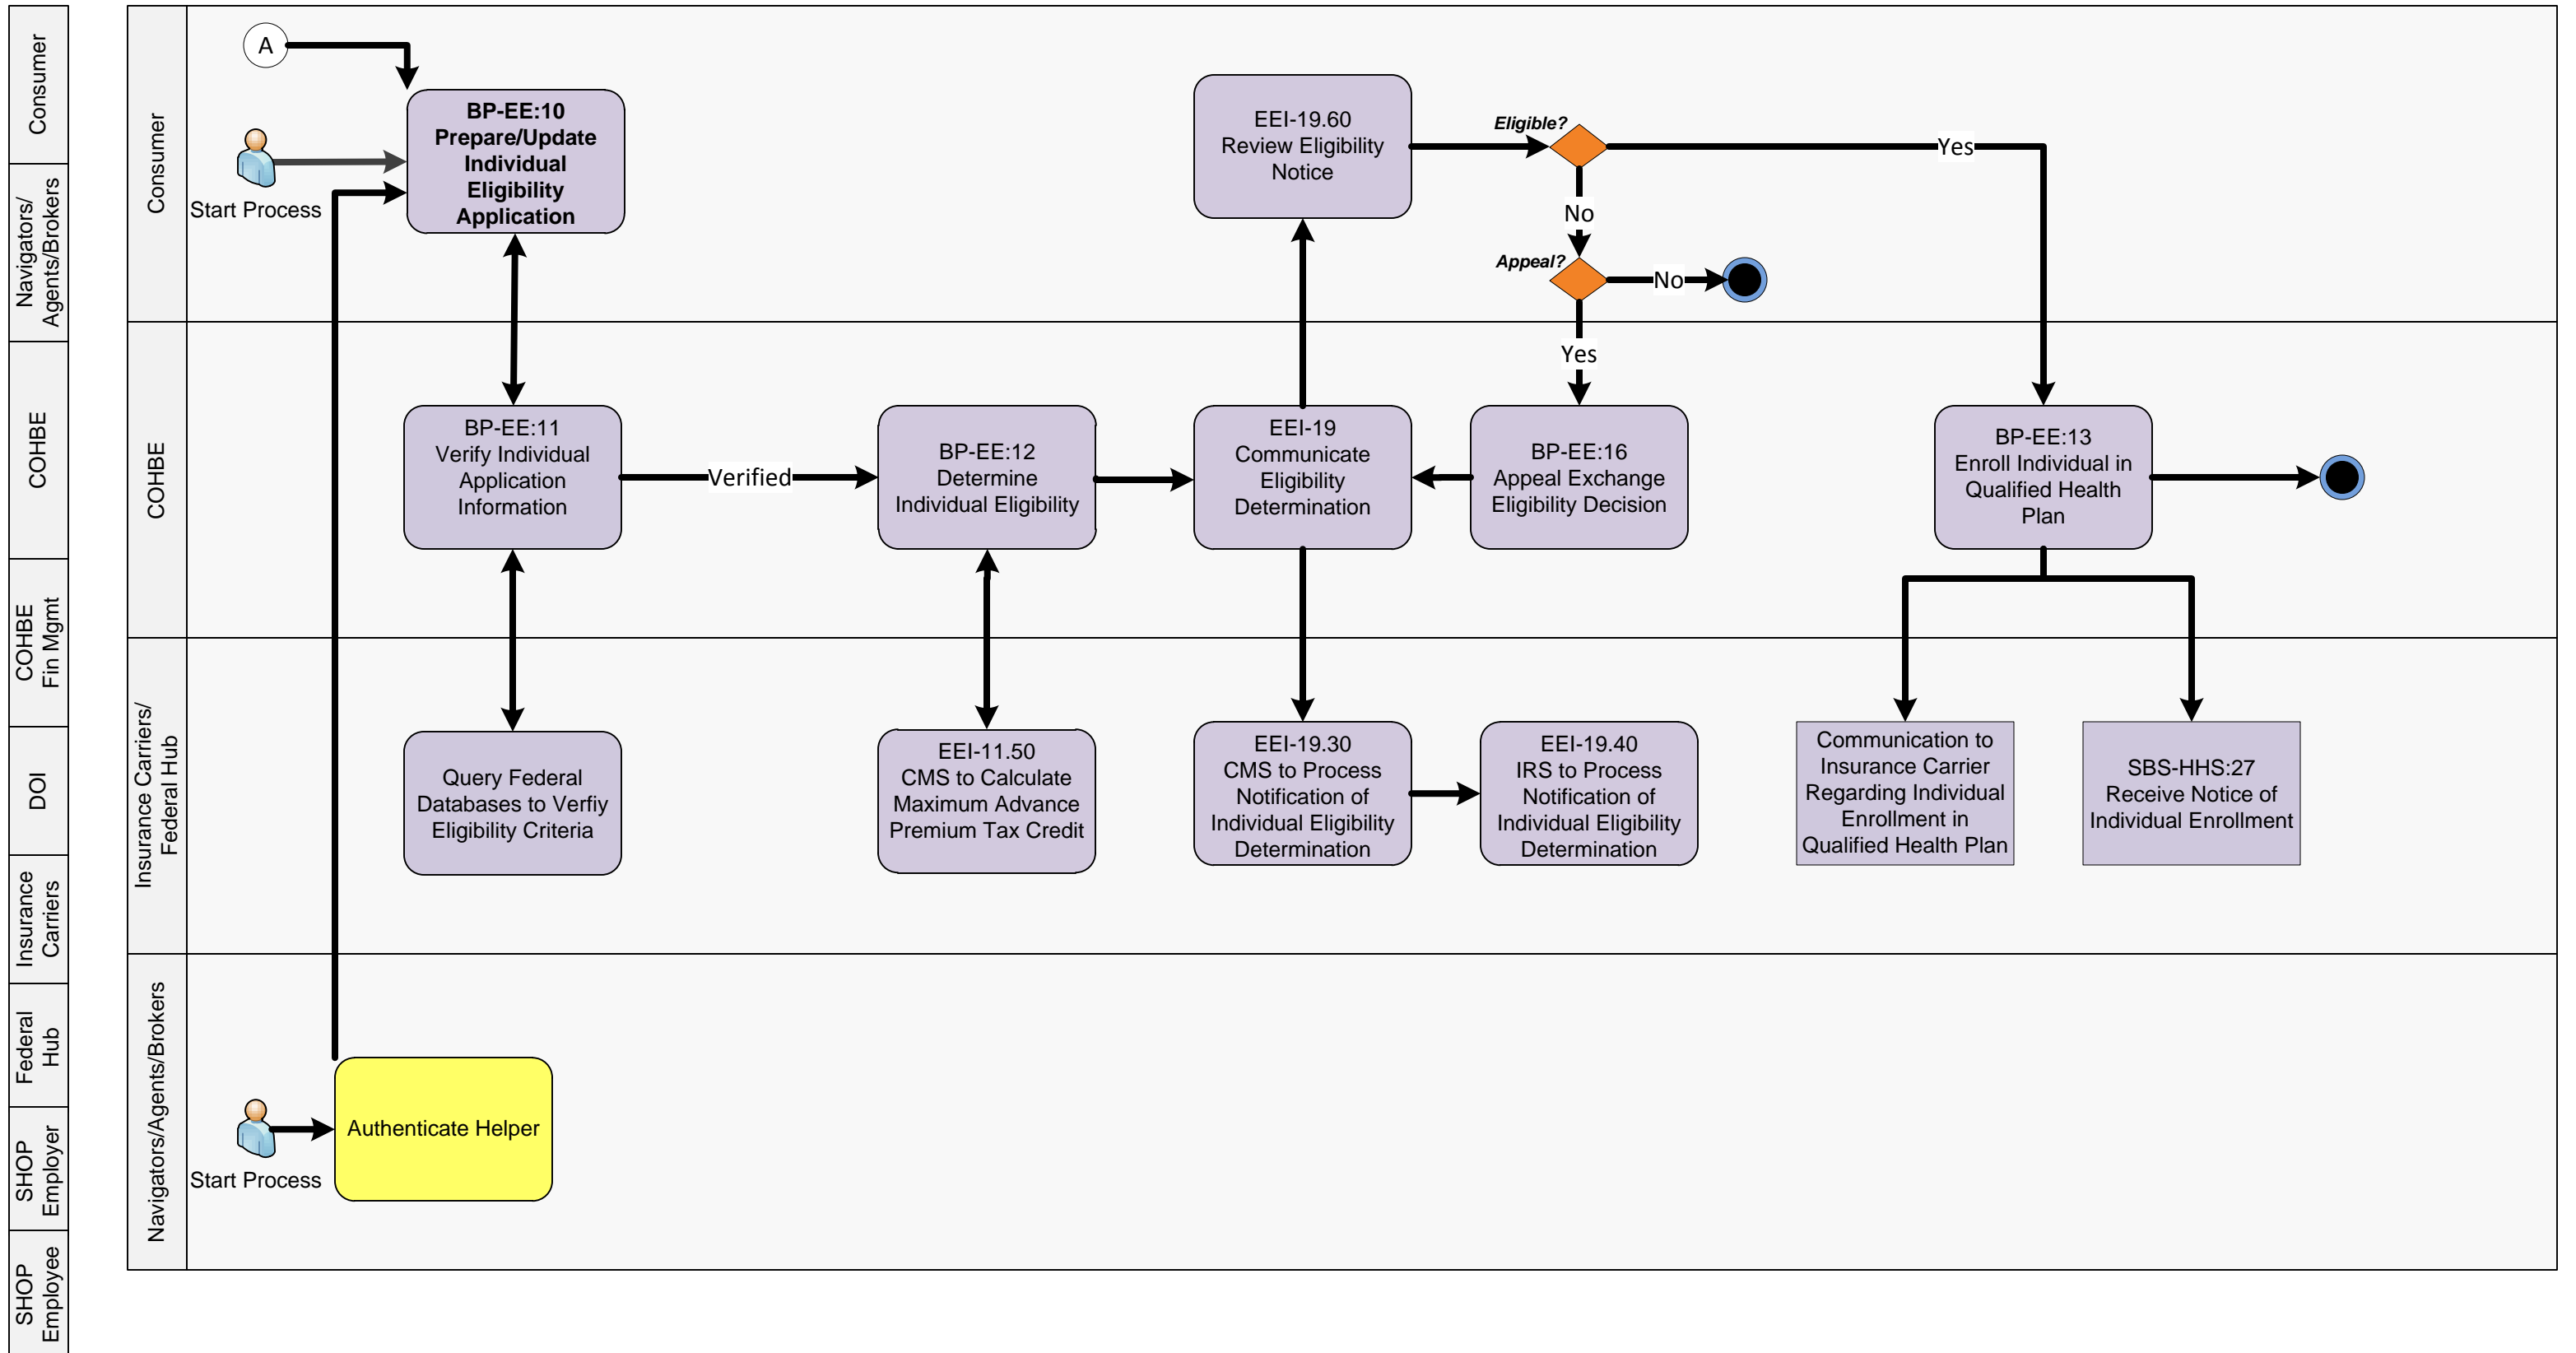 Consumer
Navigators/
Agents/Brokers
COHBE
COHBE
Fin Mgmt
DOI
Insurance
Carriers
Federal
Hub
SHOP
Employer
SHOP
Employee
Consumer
A
Start Process
BP-EE:10
Prepare/Update
Individual
Eligibility
Application
EEI-19.60
Review Eligibility
Notice
Eligible?
Yes
No
Appeal?
No
Yes
COHBE
BP-EE:11
Verify Individual
Application
Information
Verified
BP-EE:12
Determine
Individual Eligibility
EEI-19
Communicate
Eligibility
Determination
BP-EE:16
Appeal Exchange
Eligibility Decision
BP-EE:13
Enroll Individual in
Qualified Health
Plan
Insurance Carriers/
Federal Hub
Query Federal
Databases to Verfiy
Eligibility Criteria
EEI-11.50
CMS to Calculate
Maximum Advance
Premium Tax Credit
EEI-19.30
CMS to Process
Notification of
Individual Eligibility
Determination
EEI-19.40
IRS to Process
Notification of
Individual Eligibility
Determination
Communication to
Insurance Carrier
Regarding Individual
Enrollment in
Qualified Health Plan
SBS-HHS:27
Receive Notice of
Individual Enrollment
Navigators/Agents/Brokers
Start Process
Authenticate Helper